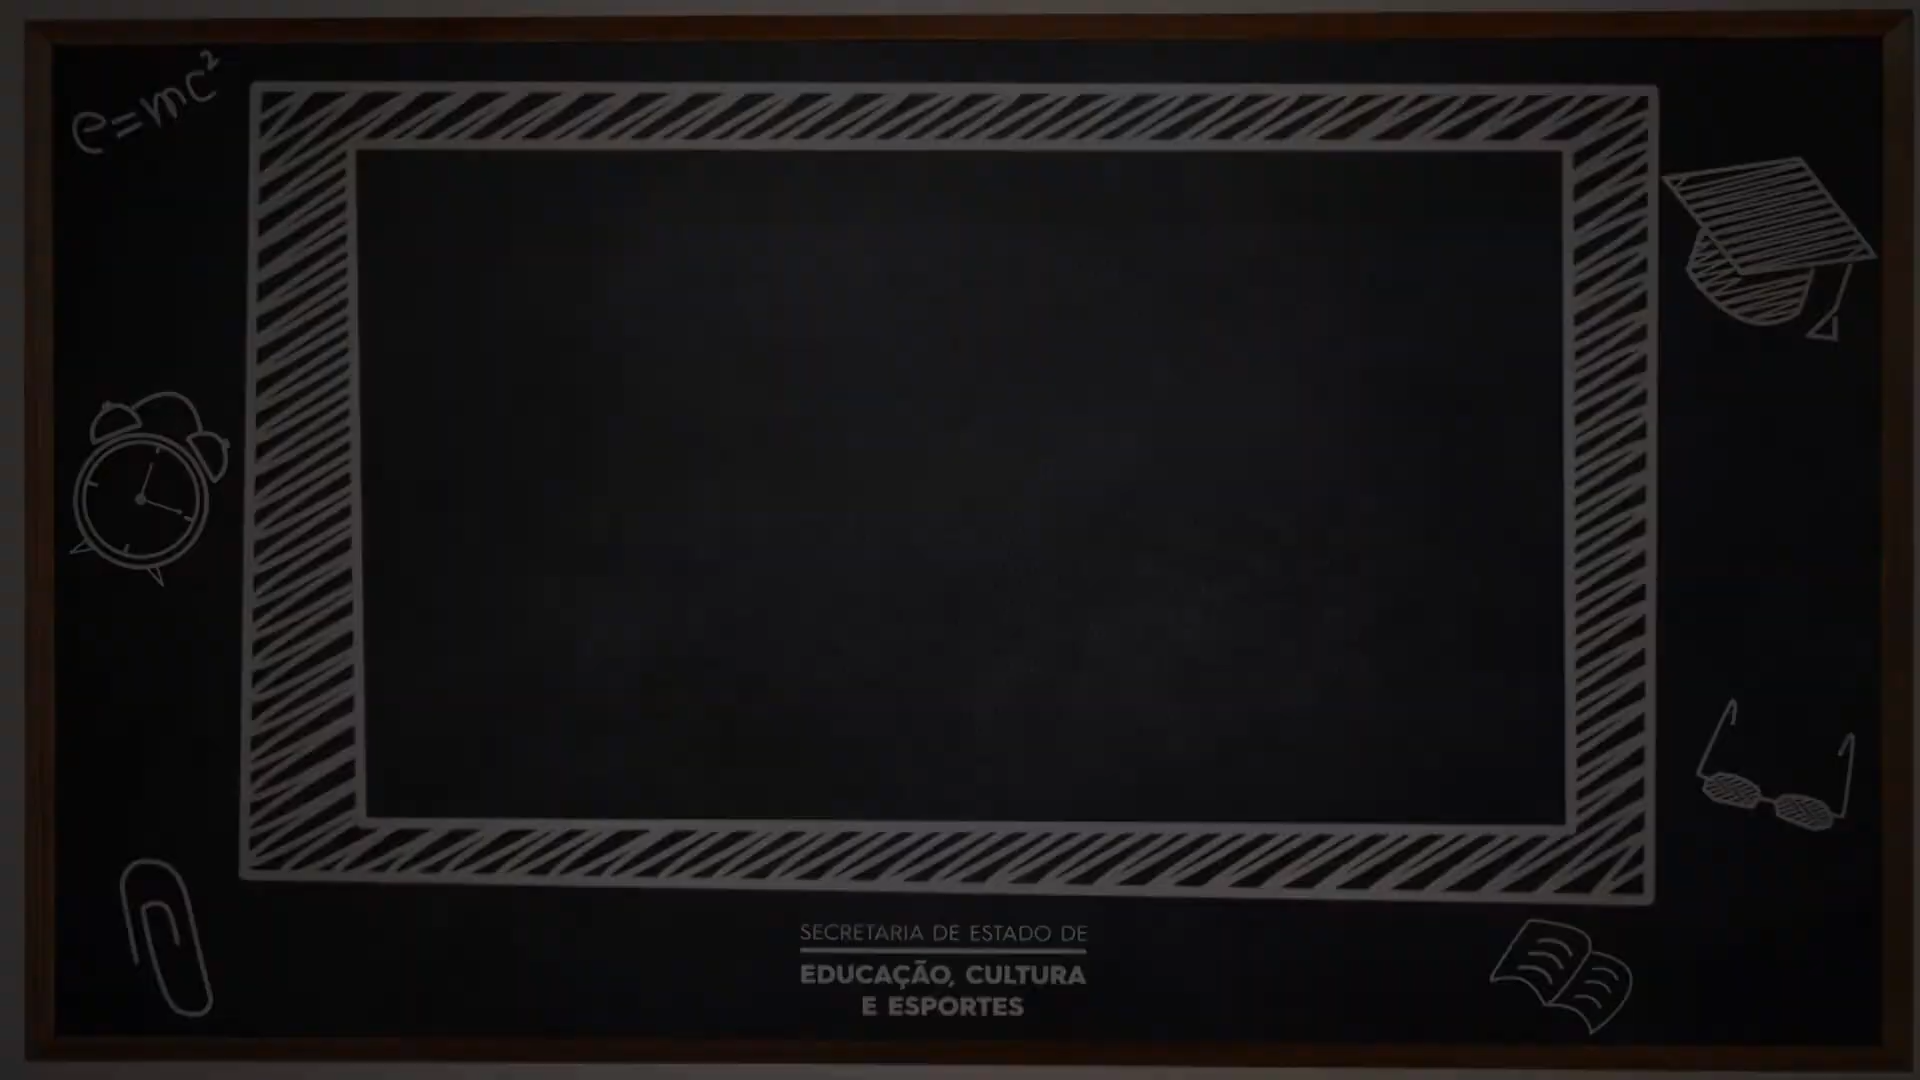 e=mc²
SECRETARIA DE ESTADO DE
EDUCAÇÃO, CULTURA
E ESPORTES